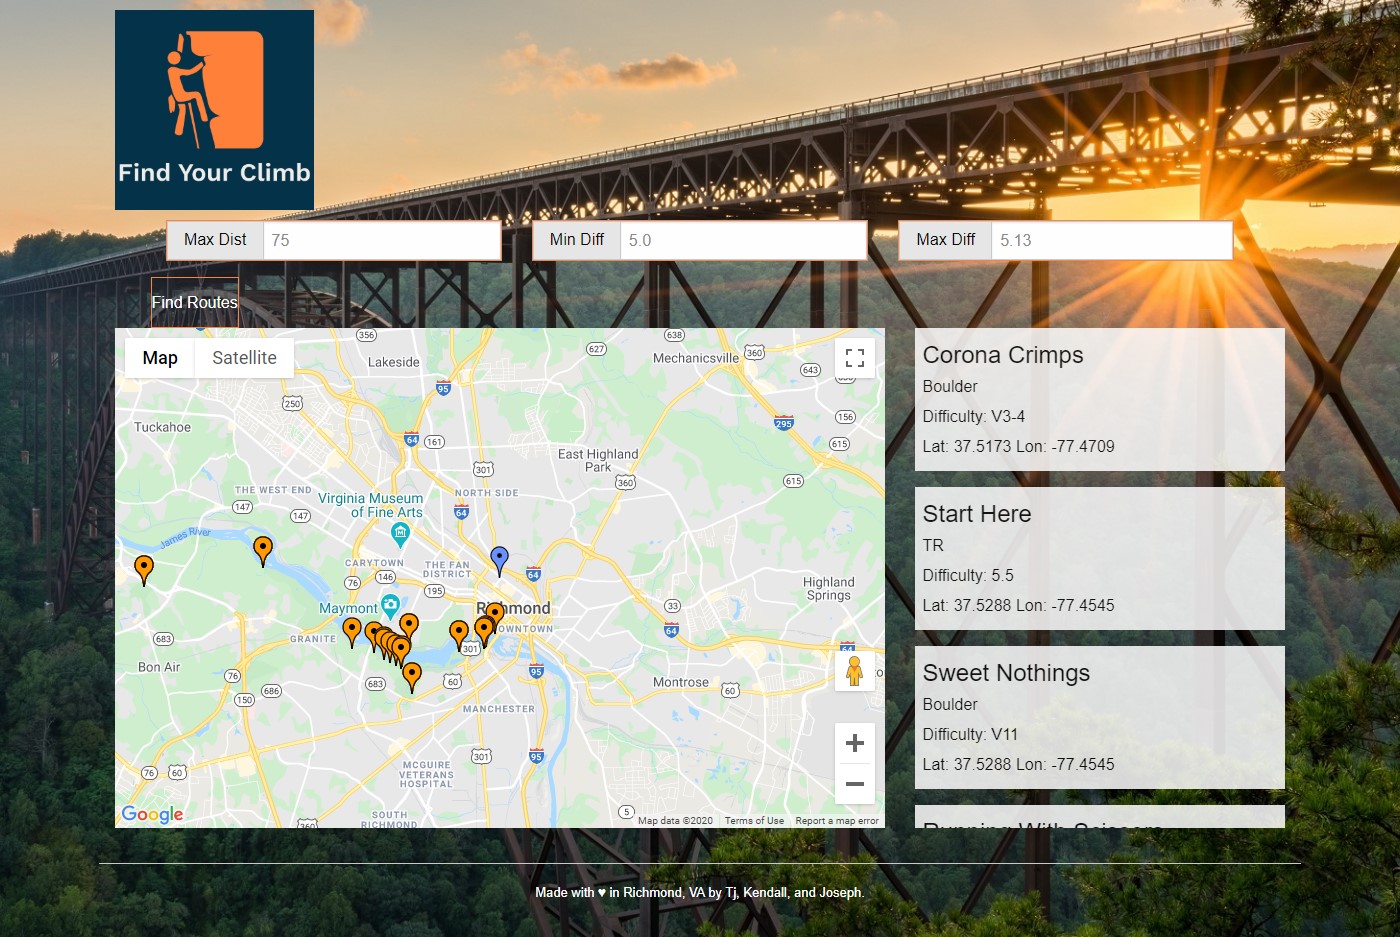 Find Your Climb
Max Dist 75
Min Diff 5.0
Max Diff 5.13
Find Routes
Map Satellite
356
Lakeside
627
638
Mechanicsville
360
643
95
250
Tuckahoe
64
161
295
156
615
301
East Highland
Park
360
615
THE WEST END
147
147
Virginia Museum
of Fine Arts
NORTH SIDE
64
James River
CARYTOWN
76
146
THE FAN
DISTRICT
195
64
Highland
Springs
Maymont
33
64
64
683
GRANITE
301
Bon Air
76
150
686
683
60
95
Montrose
60
MANCHESTER
76
60
301
95
MCGUIRE
VETERANS
HOSPITAL
SOUTH
RICHMOND
360
5
Google
Map data ©2020 Terms of Use Report a map error
Corona Crimps
Boulder
Difficulty: V3-4
Lat: 37.5173 Lon: -77.4709
Start Here
TR
Difficulty: 5.5
Lat: 37.5288 Lon: -77.4545
Sweet Nothings
Boulder
Difficulty: V11
Lat: 37.5288 Lon: -77.4545
Running With Scissors
Made with ♥ in Richmond, VA by Tj, Kendall, and Joseph.